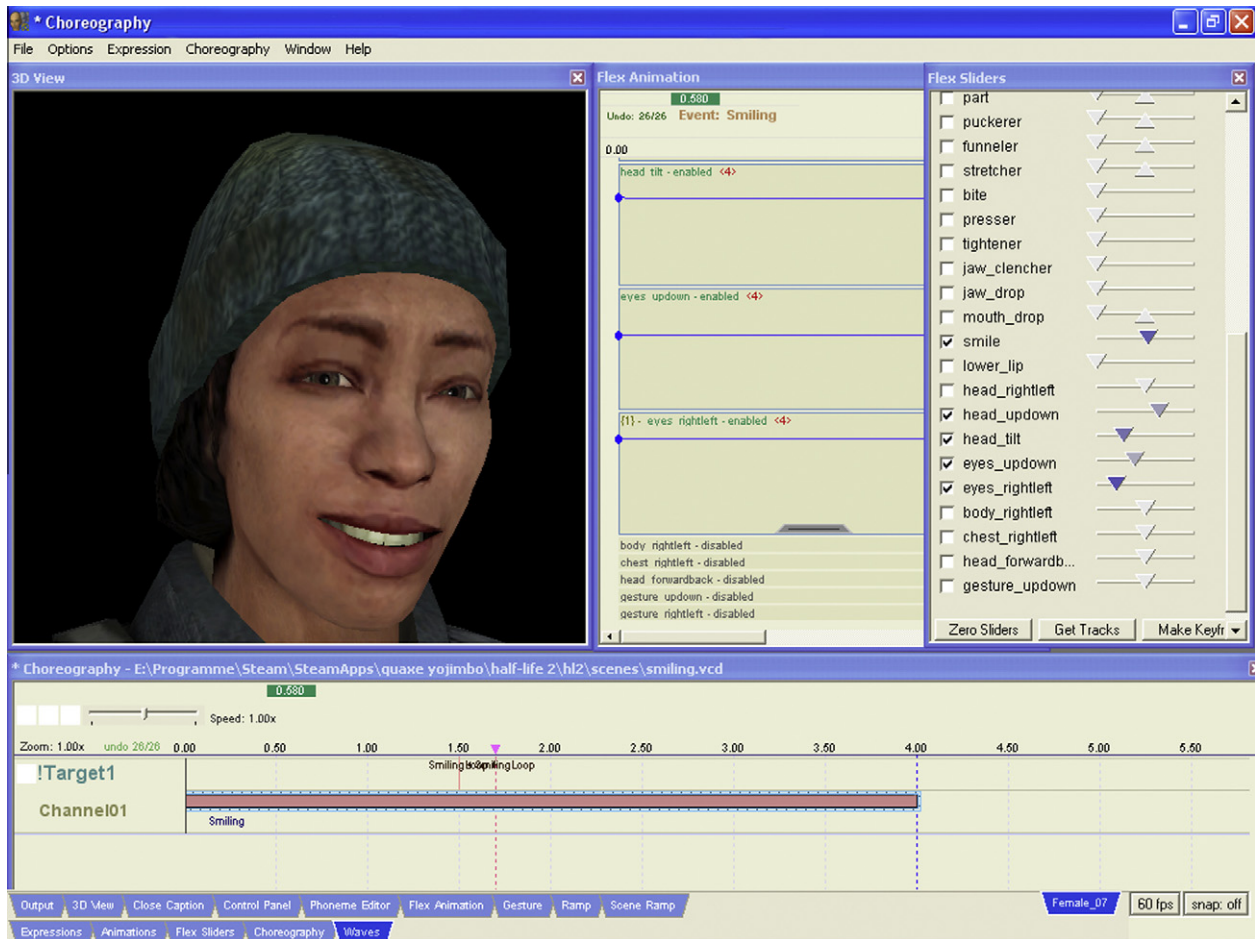 * Choreography
File Options Expression Choreography Window Help
3D View
Flex Animation
0.580
Undo: 26/26 Event: Smiling
0.00
head tilt - enabled <4>
eyes updown - enabled <4>
{1} - eyes rightleft - enabled <4>
body rightleft - disabled
chest rightleft - disabled
head forwardback - disabled
gesture updown - disabled
gesture rightleft - disabled
Flex Sliders
part
puckerer
funneler
stretcher
bite
presser
tightener
jaw_clencher
jaw_drop
mouth_drop
smile
lower_lip
head_rightleft
head_updown
head_tilt
eyes_updown
eyes_rightleft
body_rightleft
chest_rightleft
head_forwardb...
gesture_updown
Zero Sliders Get Tracks Make Keyfr
* Choreography - E:\Programme\Steam\SteamApps\quaxe yojimbo\half-life 2\hl2\scenes\smiling.vcd
0.580
Speed: 1.00x
Zoom: 1.00x undo 26/26 0.00 0.50 1.00 1.50 2.00 2.50 3.00 3.50 4.00 4.50 5.00 5.50
!Target1
Channel01
Smiling
Output 3D View Close Caption Control Panel Phoneme Editor Flex Animation Gesture Ramp Scene Ramp Female_07 60 fps snap: off
Expressions Animations Flex Sliders Choreography Waves